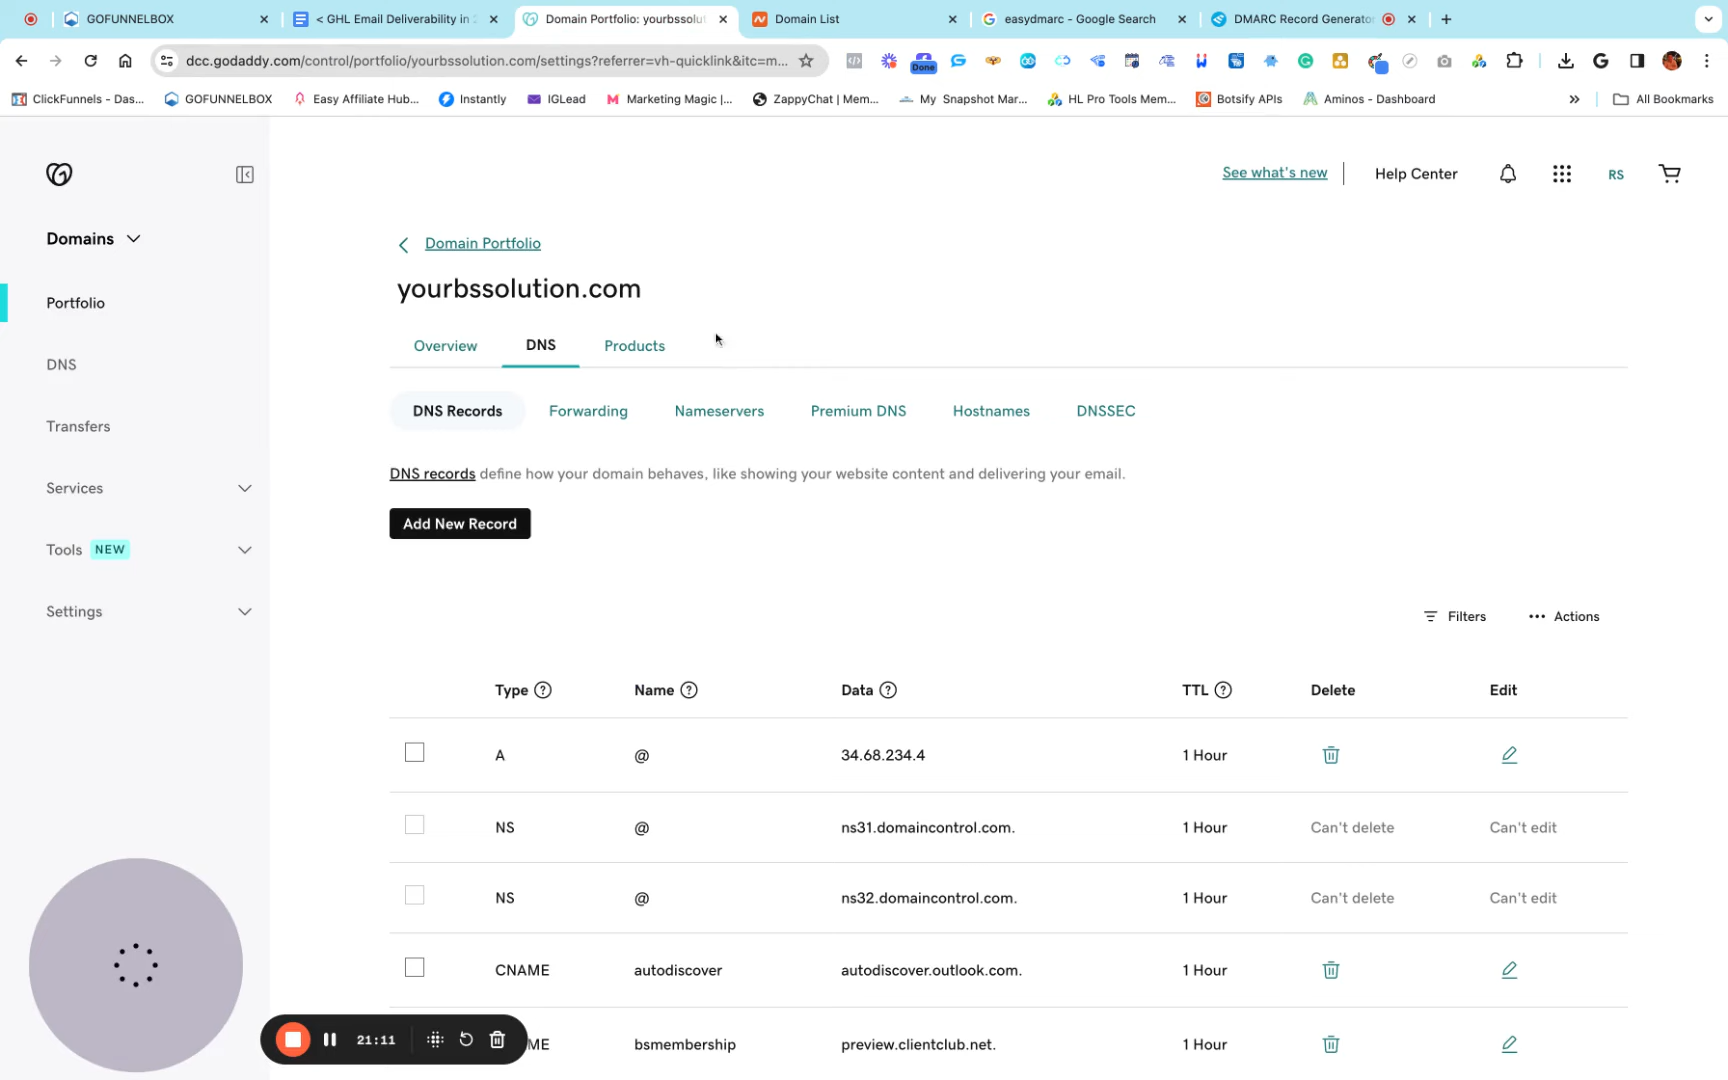 GOFUNNELBOX
< GHL Email Deliverability in 2
Domain Portfolio: yourbssolut
Domain List
easydmarc - Google Search
DMARC Record Generato
dcc.godaddy.com/control/portfolio/yourbssolution.com/settings?referrer=vh-quicklink&itc=m...
Done
ClickFunnels - Das...
GOFUNNELBOX
Easy Affiliate Hub...
Instantly
IGLead
Marketing Magic |...
ZappyChat | Mem...
My Snapshot Mar...
HL Pro Tools Mem...
Botsify APIs
Aminos - Dashboard
All Bookmarks
See what's new
Help Center
RS
Domains
Portfolio
DNS
Transfers
Services
Tools NEW
Settings
Domain Portfolio
yourbssolution.com
Overview DNS Products
DNS Records Forwarding Nameservers Premium DNS Hostnames DNSSEC
DNS records define how your domain behaves, like showing your website content and delivering your email.
Add New Record
Filters ... Actions
Type ? Name ? Data ? TTL ? Delete Edit
A @ 34.68.234.4 1 Hour
NS @ ns31.domaincontrol.com. 1 Hour Can't delete Can't edit
NS @ ns32.domaincontrol.com. 1 Hour Can't delete Can't edit
CNAME autodiscover autodiscover.outlook.com. 1 Hour
ME bsmembership preview.clientclub.net. 1 Hour
21:11